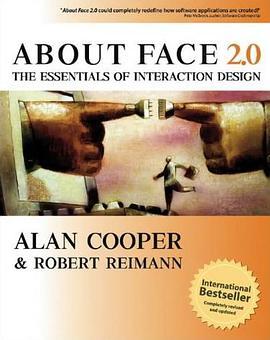 "About Face 2.0 could completely redefine how software applications are created!"
ABOUT FACE 2.0
THE ESSENTIALS OF INTERACTION DESIGN
ALAN COOPER
& ROBERT REIMANN
International
Bestseller
Completely revised
and updated